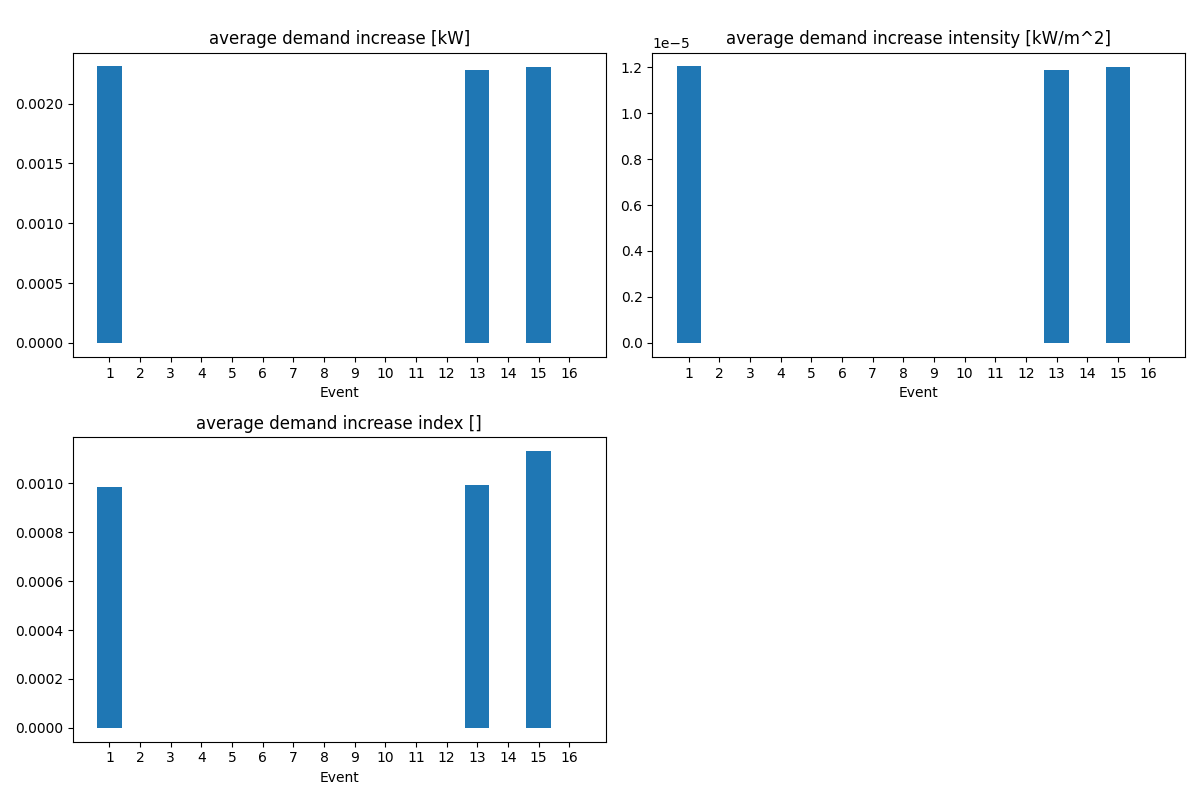 average demand increase [kW]
0.0020
0.0015
0.0010
0.0005
0.0000
1 2 3 4 5 6 7 8 9 10 11 12 13 14 15 16
Event
1e−5
average demand increase intensity [kW/m^2]
1.2
1.0
0.8
0.6
0.4
0.2
0.0
1 2 3 4 5 6 7 8 9 10 11 12 13 14 15 16
Event
average demand increase index []
0.0010
0.0008
0.0006
0.0004
0.0002
0.0000
1 2 3 4 5 6 7 8 9 10 11 12 13 14 15 16
Event